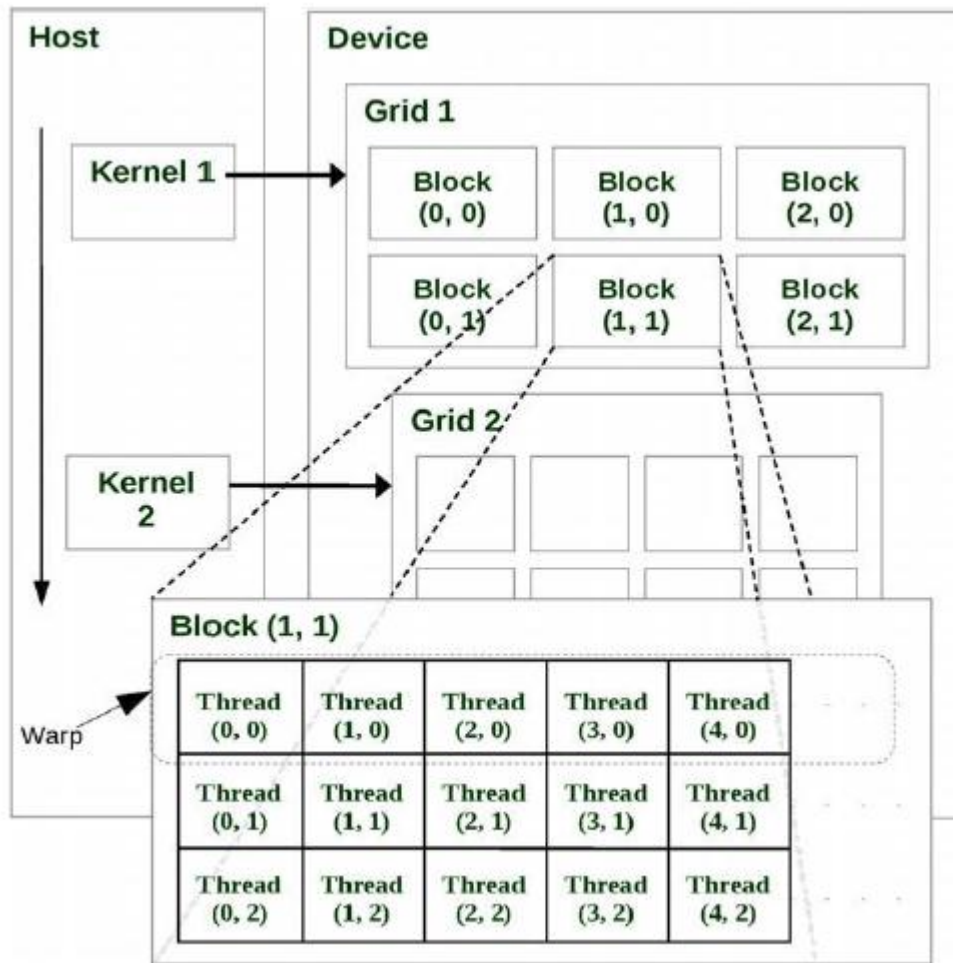 Host
Device
Grid 1
Kernel 1
Block
(0, 0)
Block
(1, 0)
Block
(2, 0)
Block
(0, 1)
Block
(1, 1)
Block
(2, 1)
Grid 2
Kernel
2
Block (1, 1)
Warp
Thread
(0, 0)
Thread
(1, 0)
Thread
(2, 0)
Thread
(3, 0)
Thread
(4, 0)
Thread
(0, 1)
Thread
(1, 1)
Thread
(2, 1)
Thread
(3, 1)
Thread
(4, 1)
Thread
(0, 2)
Thread
(1, 2)
Thread
(2, 2)
Thread
(3, 2)
Thread
(4, 2)